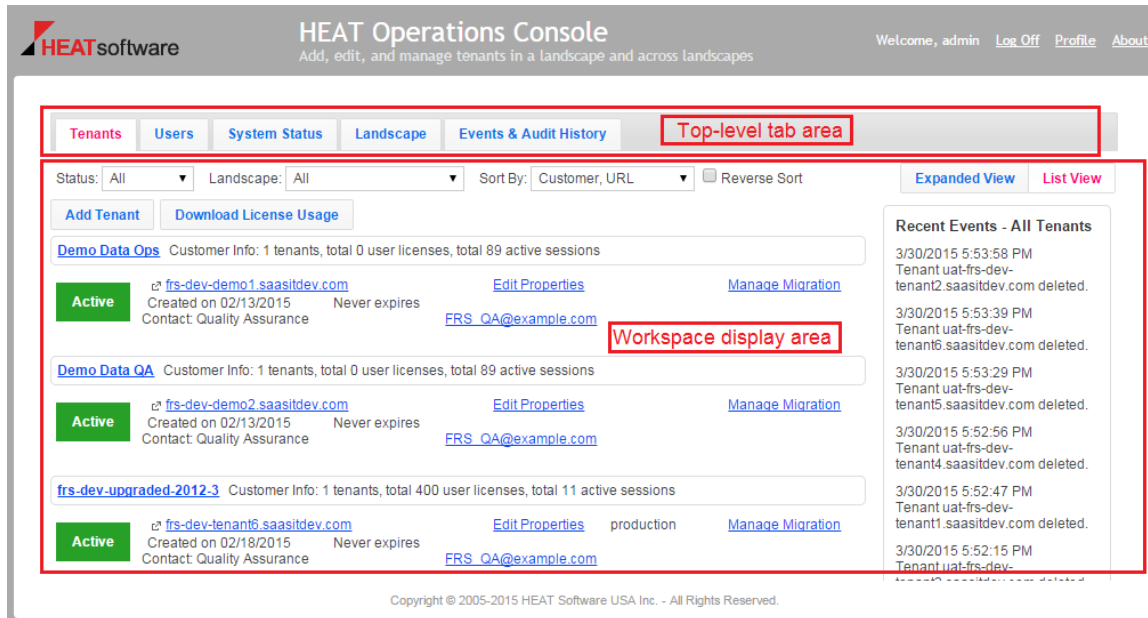 HEATsoftware
HEAT Operations Console
Add, edit, and manage tenants in a landscape and across landscapes
Welcome, admin Log Off Profile About
Tenants Users System Status Landscape Events & Audit History
Top-level tab area
Status: All Landscape: All Sort By: Customer, URL Reverse Sort
Expanded View List View
Add Tenant Download License Usage
Demo Data Ops Customer Info: 1 tenants, total 0 user licenses, total 89 active sessions
Active
frs-dev-demo1.saasitdev.com Edit Properties Manage Migration
Created on 02/13/2015 Never expires
Contact: Quality Assurance FRS_QA@example.com
Workspace display area
Demo Data QA Customer Info: 1 tenants, total 0 user licenses, total 89 active sessions
Active
frs-dev-demo2.saasitdev.com Edit Properties Manage Migration
Created on 02/13/2015 Never expires
Contact: Quality Assurance FRS_QA@example.com
frs-dev-upgraded-2012-3 Customer Info: 1 tenants, total 400 user licenses, total 11 active sessions
Active
frs-dev-tenant6.saasitdev.com Edit Properties production Manage Migration
Created on 02/18/2015 Never expires
Contact: Quality Assurance FRS_QA@example.com
Recent Events - All Tenants
3/30/2015 5:53:58 PM
Tenant uat-frs-dev-
tenant2.saasitdev.com deleted.
3/30/2015 5:53:39 PM
Tenant uat-frs-dev-
tenant6.saasitdev.com deleted.
3/30/2015 5:53:29 PM
Tenant uat-frs-dev-
tenant5.saasitdev.com deleted.
3/30/2015 5:52:56 PM
Tenant uat-frs-dev-
tenant4.saasitdev.com deleted.
3/30/2015 5:52:47 PM
Tenant uat-frs-dev-
tenant1.saasitdev.com deleted.
3/30/2015 5:52:15 PM
Tenant uat-frs-dev-
Copyright © 2005-2015 HEAT Software USA Inc. - All Rights Reserved.